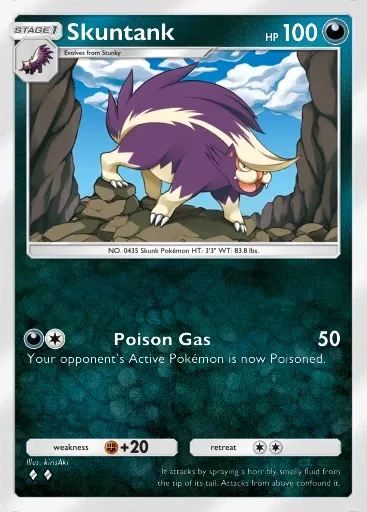 STAGE 1
Skuntank
HP 100
Evolves from Stunky
NO. 0435 Skunk Pokémon HT: 3'3" WT: 83.8 lbs.
Poison Gas 50
Your opponent's Active Pokémon is now Poisoned.
weakness +20 retreat
Illus. kinsAki
It attacks by spraying a horribly smelly fluid from
the tip of its tail. Attacks from above confound it.